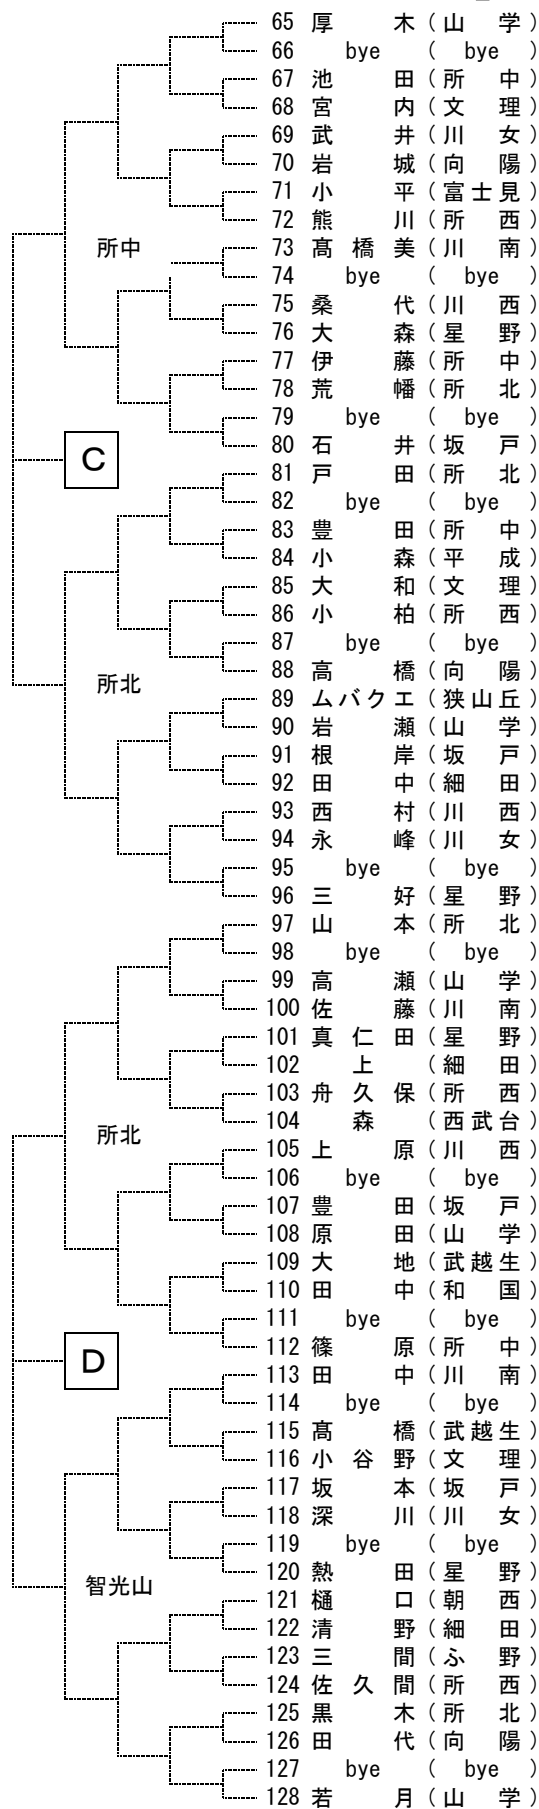 65 厚木（山学）
66 bye （ bye ）
67 池田（所中）
68 宮内（文理）
69 武井（川女）
70 岩城（向陽）
71 小平（富士見）
72 熊川（所西）
所中
73 髙橋美（川南）
74 bye （ bye ）
75 桑代（川西）
76 大森（星野）
77 伊藤（所中）
78 荒幡（所北）
79 bye （ bye ）
80 石井（坂戸）
C
81 戸田（所北）
82 bye （ bye ）
83 豊田（所中）
84 小森（平成）
85 大和（文理）
86 小柏（所西）
87 bye （ bye ）
88 高橋（向陽）
所北
89 ムバクエ（狭山丘）
90 岩瀬（山学）
91 根岸（坂戸）
92 田中（細田）
93 西村（川西）
94 永峰（川女）
95 bye （ bye ）
96 三好（星野）
97 山本（所北）
98 bye （ bye ）
99 高瀬（山学）
100 佐藤（川南）
101 真仁田（星野）
102 上（細田）
103 舟久保（所西）
104 森（西武台）
所北
105 上原（川西）
106 bye （ bye ）
107 豊田（坂戸）
108 原田（山学）
109 大地（武越生）
110 田中（和国）
111 bye （ bye ）
112 篠原（所中）
D
113 田中（川南）
114 bye （ bye ）
115 髙橋（武越生）
116 小谷野（文理）
117 坂本（坂戸）
118 深川（川女）
119 bye （ bye ）
120 熱田（星野）
智光山
121 樋口（朝西）
122 清野（細田）
123 三間（ふ野）
124 佐久間（所西）
125 黒木（所北）
126 田代（向陽）
127 bye （ bye ）
128 若月（山学）